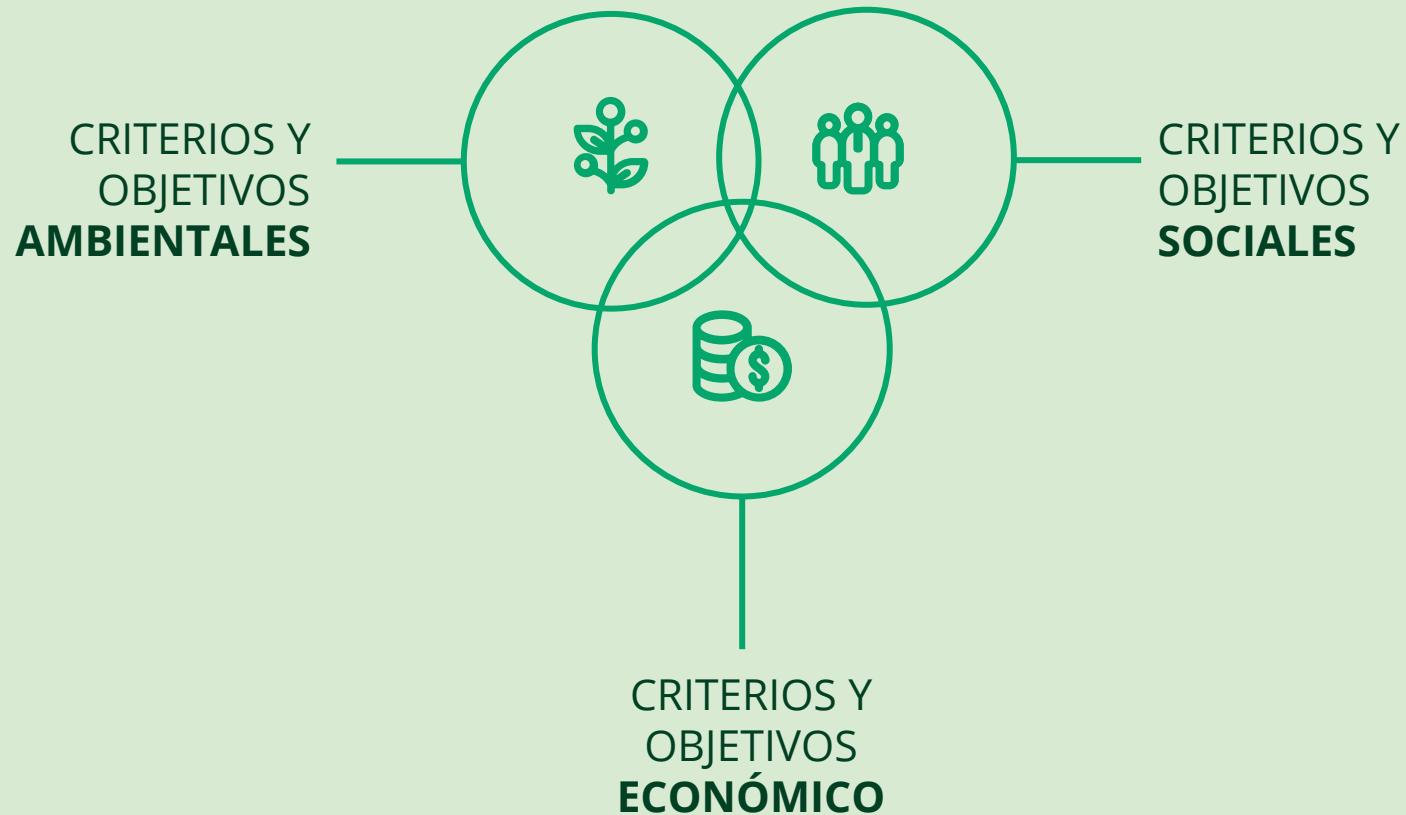 CRITERIOS Y
OBJETIVOS
AMBIENTALES
CRITERIOS Y
OBJETIVOS
SOCIALES
$
CRITERIOS Y
OBJETIVOS
ECONÓMICO